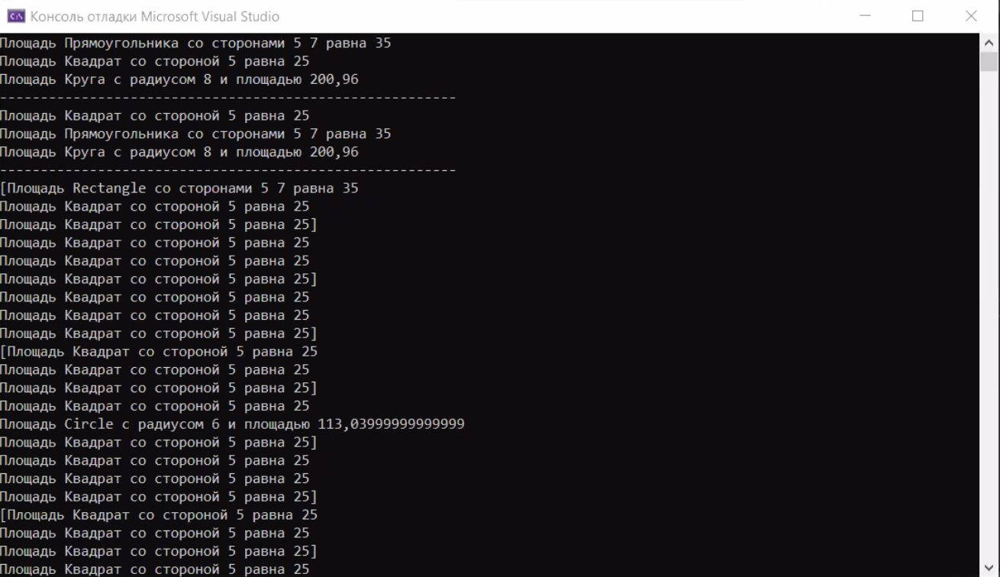 Консоль отладки Microsoft Visual Studio
Площадь Прямоугольника со сторонами 5 7 равна 35
Площадь Квадрат со стороной 5 равна 25
Площадь Круга с радиусом 8 и площадью 200,96
--------------------------------------------------------
Площадь Квадрат со стороной 5 равна 25
Площадь Прямоугольника со сторонами 5 7 равна 35
Площадь Круга с радиусом 8 и площадью 200,96
--------------------------------------------------------
[Площадь Rectangle со сторонами 5 7 равна 35
Площадь Квадрат со стороной 5 равна 25
Площадь Квадрат со стороной 5 равна 25]
Площадь Квадрат со стороной 5 равна 25
Площадь Квадрат со стороной 5 равна 25
Площадь Квадрат со стороной 5 равна 25]
Площадь Квадрат со стороной 5 равна 25
Площадь Квадрат со стороной 5 равна 25
Площадь Квадрат со стороной 5 равна 25]
[Площадь Квадрат со стороной 5 равна 25
Площадь Квадрат со стороной 5 равна 25
Площадь Квадрат со стороной 5 равна 25]
Площадь Квадрат со стороной 5 равна 25
Площадь Circle с радиусом 6 и площадью 113,03999999999999
Площадь Квадрат со стороной 5 равна 25]
Площадь Квадрат со стороной 5 равна 25
Площадь Квадрат со стороной 5 равна 25
Площадь Квадрат со стороной 5 равна 25]
[Площадь Квадрат со стороной 5 равна 25
Площадь Квадрат со стороной 5 равна 25
Площадь Квадрат со стороной 5 равна 25]
Площадь Квадрат со стороной 5 равна 25